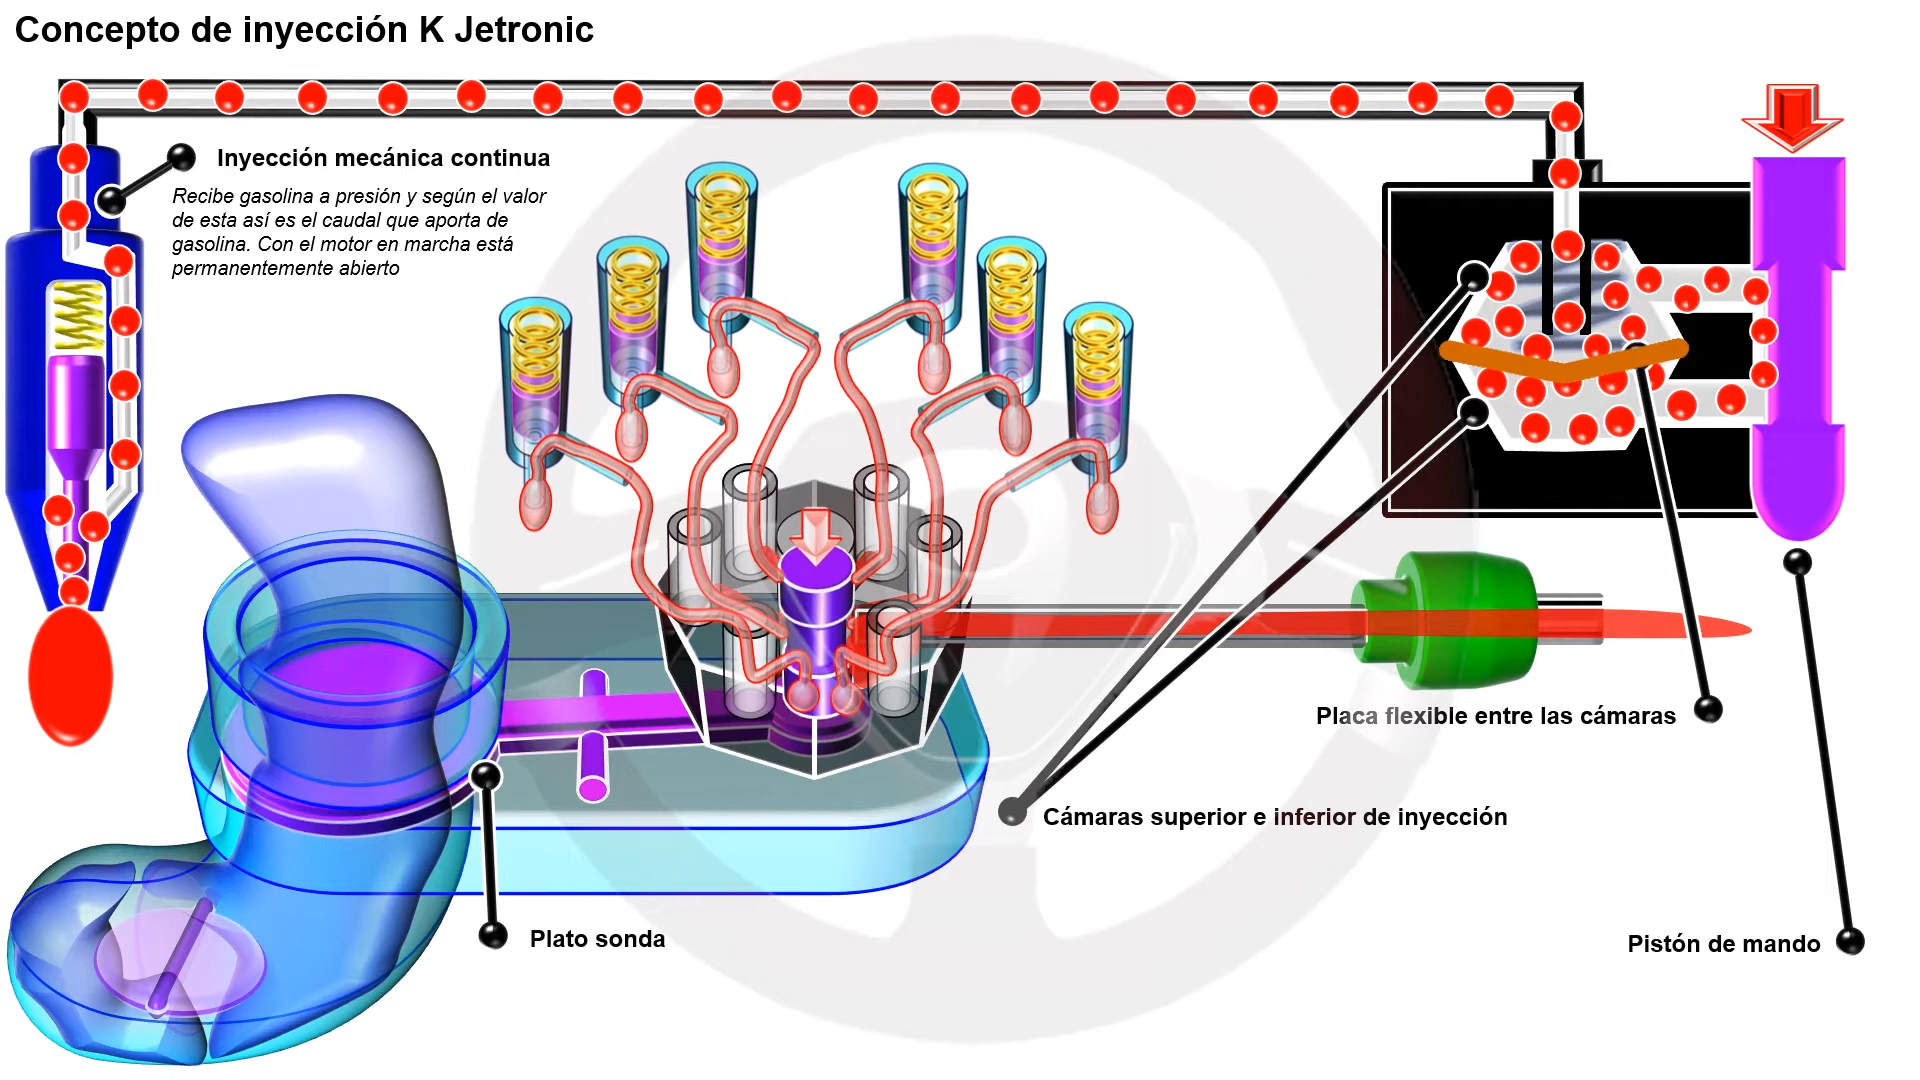 Concepto de inyección K Jetronic
Inyección mecánica continua
Recibe gasolina a presión y según el valor
de esta así es el caudal que aporta de
gasolina. Con el motor en marcha está
permanentemente abierto
Placa flexible entre las cámaras
Cámaras superior e inferior de inyección
Plato sonda
Pistón de mando